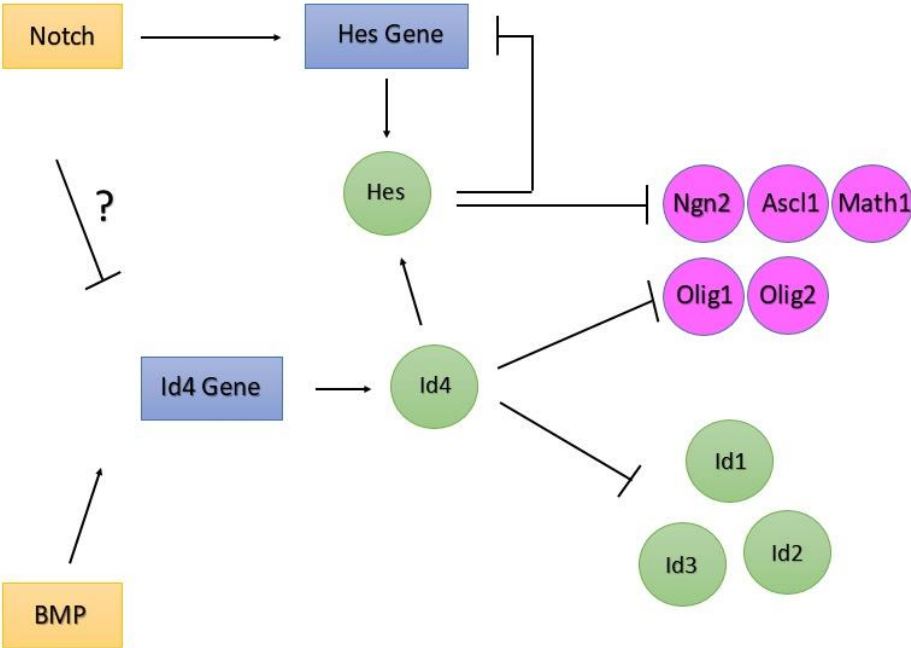 Notch
Hes Gene
Hes
?
Ngn2 Ascl1 Math1
Olig1 Olig2
Id4 Gene
Id4
Id1
Id3
Id2
BMP